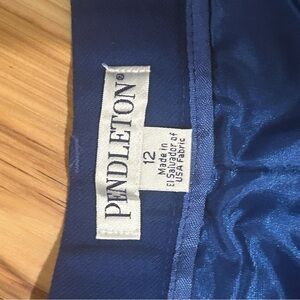 PENDLETON®
12
Made in
El Salvador of
USA Fabric